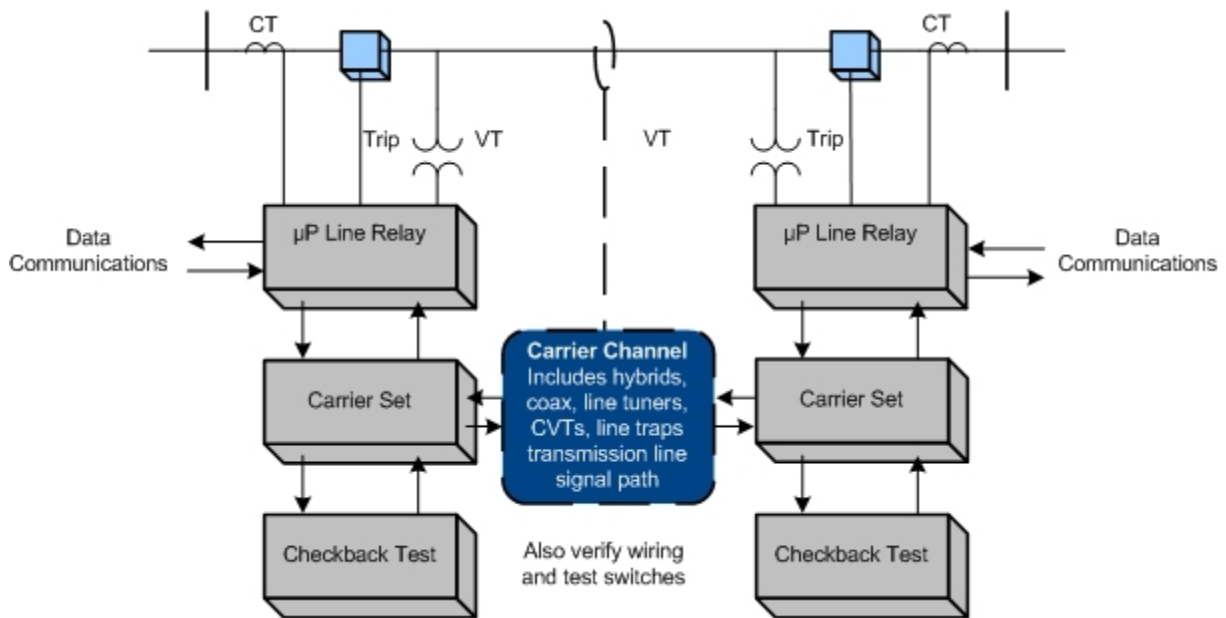 CT
CT
Trip
VT
VT
Trip
µP Line Relay
µP Line Relay
Data
Communications
Data
Communications
Carrier Channel
Includes hybrids,
coax, line tuners,
CVTs, line traps
transmission line
signal path
Carrier Set
Carrier Set
Checkback Test
Also verify wiring
and test switches
Checkback Test